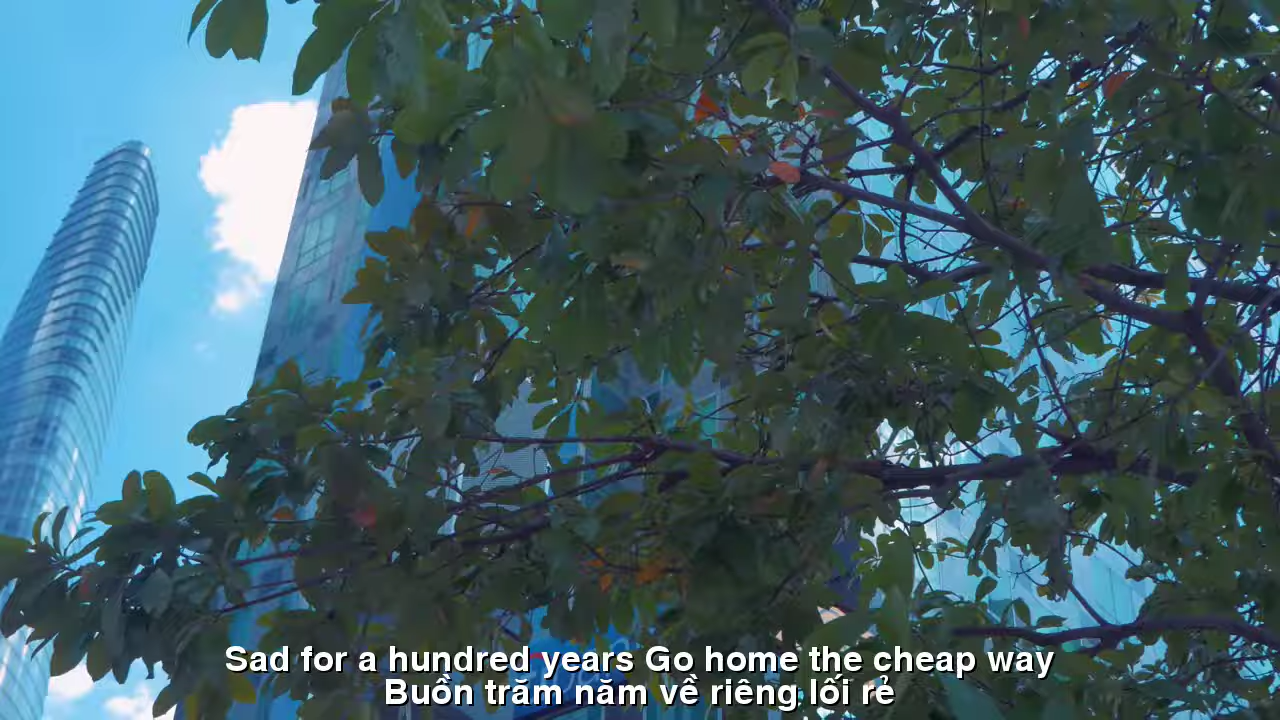 Sad for a hundred years Go home the cheap way
Buồn trăm năm về riêng lối rẻ